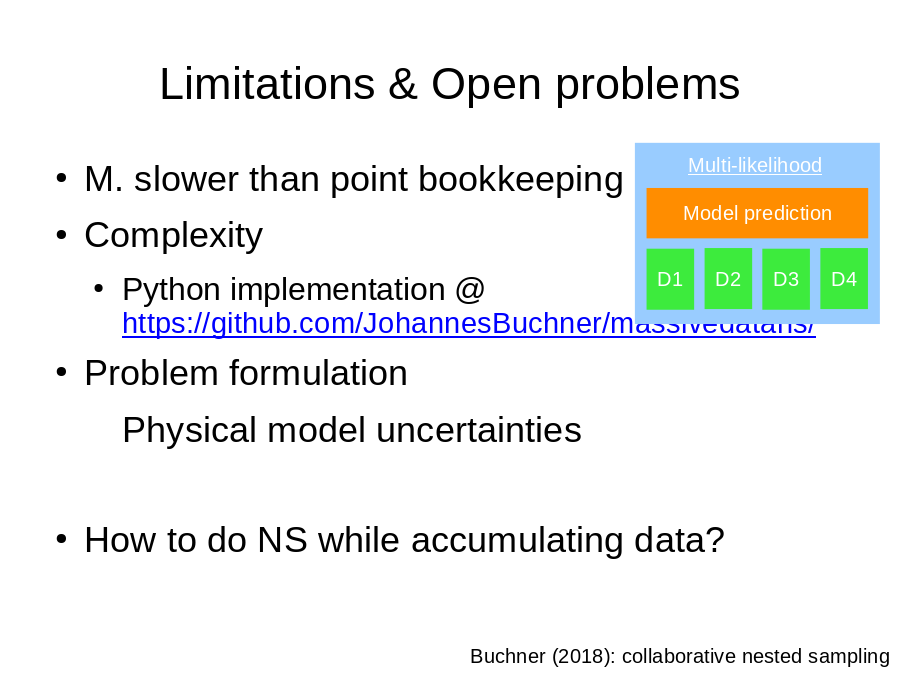 Limitations & Open problems
• M. slower than point bookkeeping
• Complexity
• Python implementation @
https://github.com/JohannesBuchner/massivedatans/
• Problem formulation
Physical model uncertainties
• How to do NS while accumulating data?
Multi-likelihood
Model prediction
D1 D2 D3 D4
Buchner (2018): collaborative nested sampling